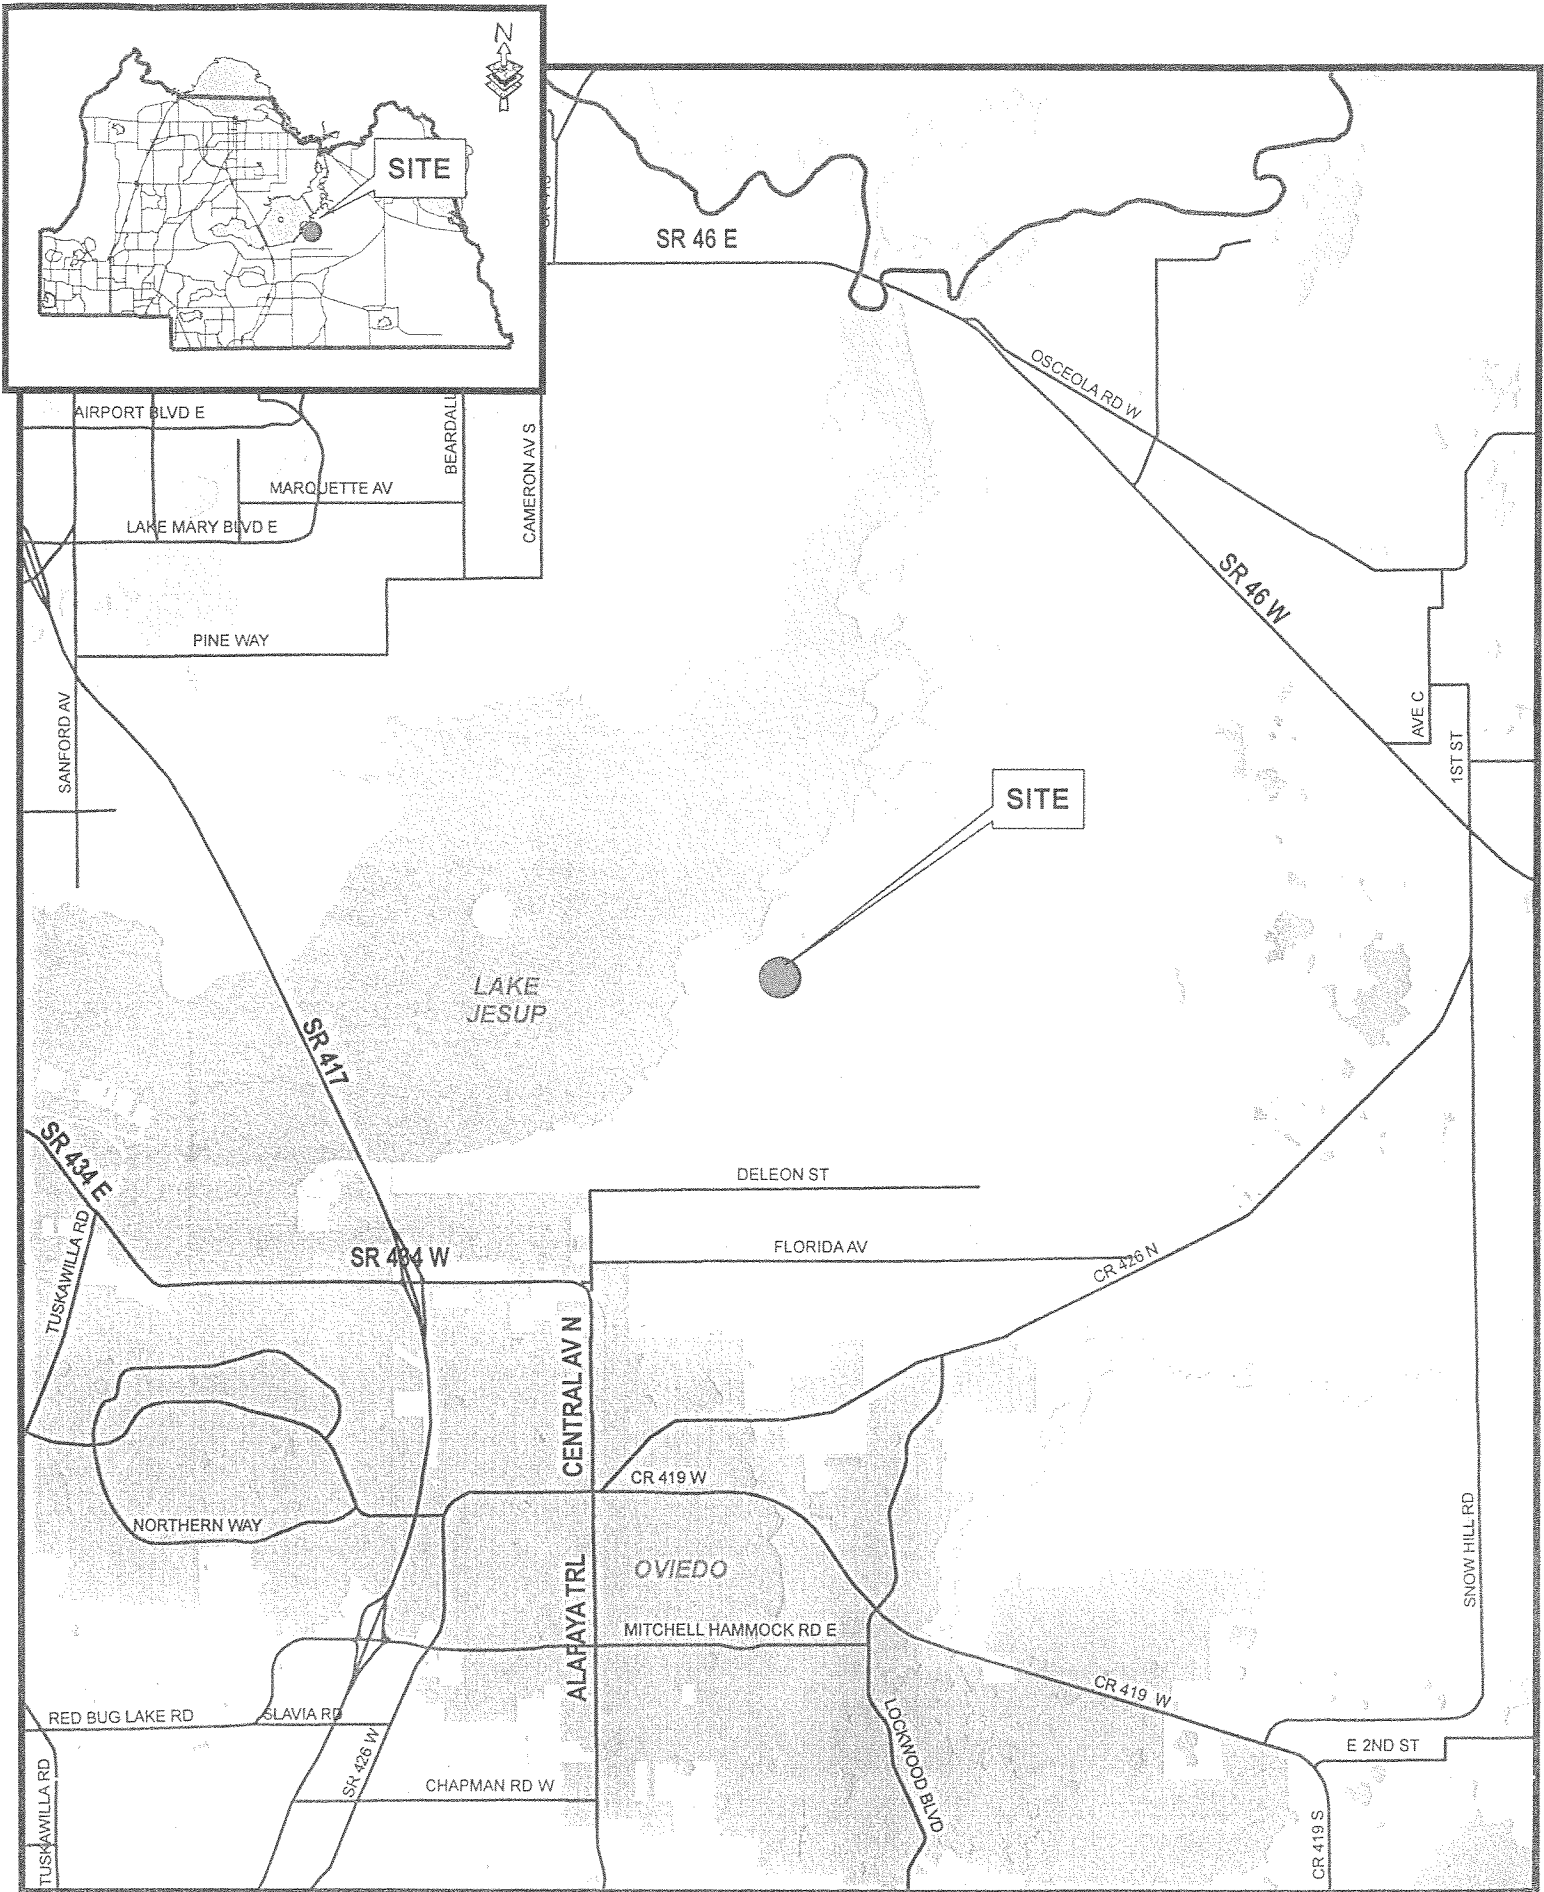 N
SITE
SR 46 E
OSCEOLA RD W
AIRPORT BLVD E
BEARDALL
CAMERON AV S
MARQUETTE AV
LAKE MARY BLVD E
SR 46 W
PINE WAY
SANFORD AV
AVE C
1ST ST
SITE
LAKE
JESUP
SR 417
SR 434 E
DELEON ST
TUSKAWILLA RD
SR 434 W
FLORIDA AV
CR 426 N
CENTRAL AV N
CR 419 W
NORTHERN WAY
SNOW HILL RD
OVIEDO
ALAFAYA TRL
MITCHELL HAMMOCK RD E
CR 419 W
RED BUG LAKE RD
SLAVIA RD
LOCKWOOD BLVD
E 2ND ST
SR 426 W
CHAPMAN RD W
TUSKAWILLA RD
CR 419 S